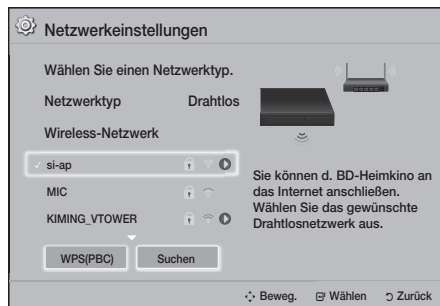 Netzwerkeinstellungen
Wählen Sie einen Netzwerktyp.
Netzwerktyp Drahtlos
Wireless-Netzwerk
si-ap
MIC
KIMING_VTOWER
WPS(PBC) Suchen
Sie können d. BD-Heimkino an
das Internet anschließen.
Wählen Sie das gewünschte
Drahtlosnetzwerk aus.
Beweg. Wählen Zurück